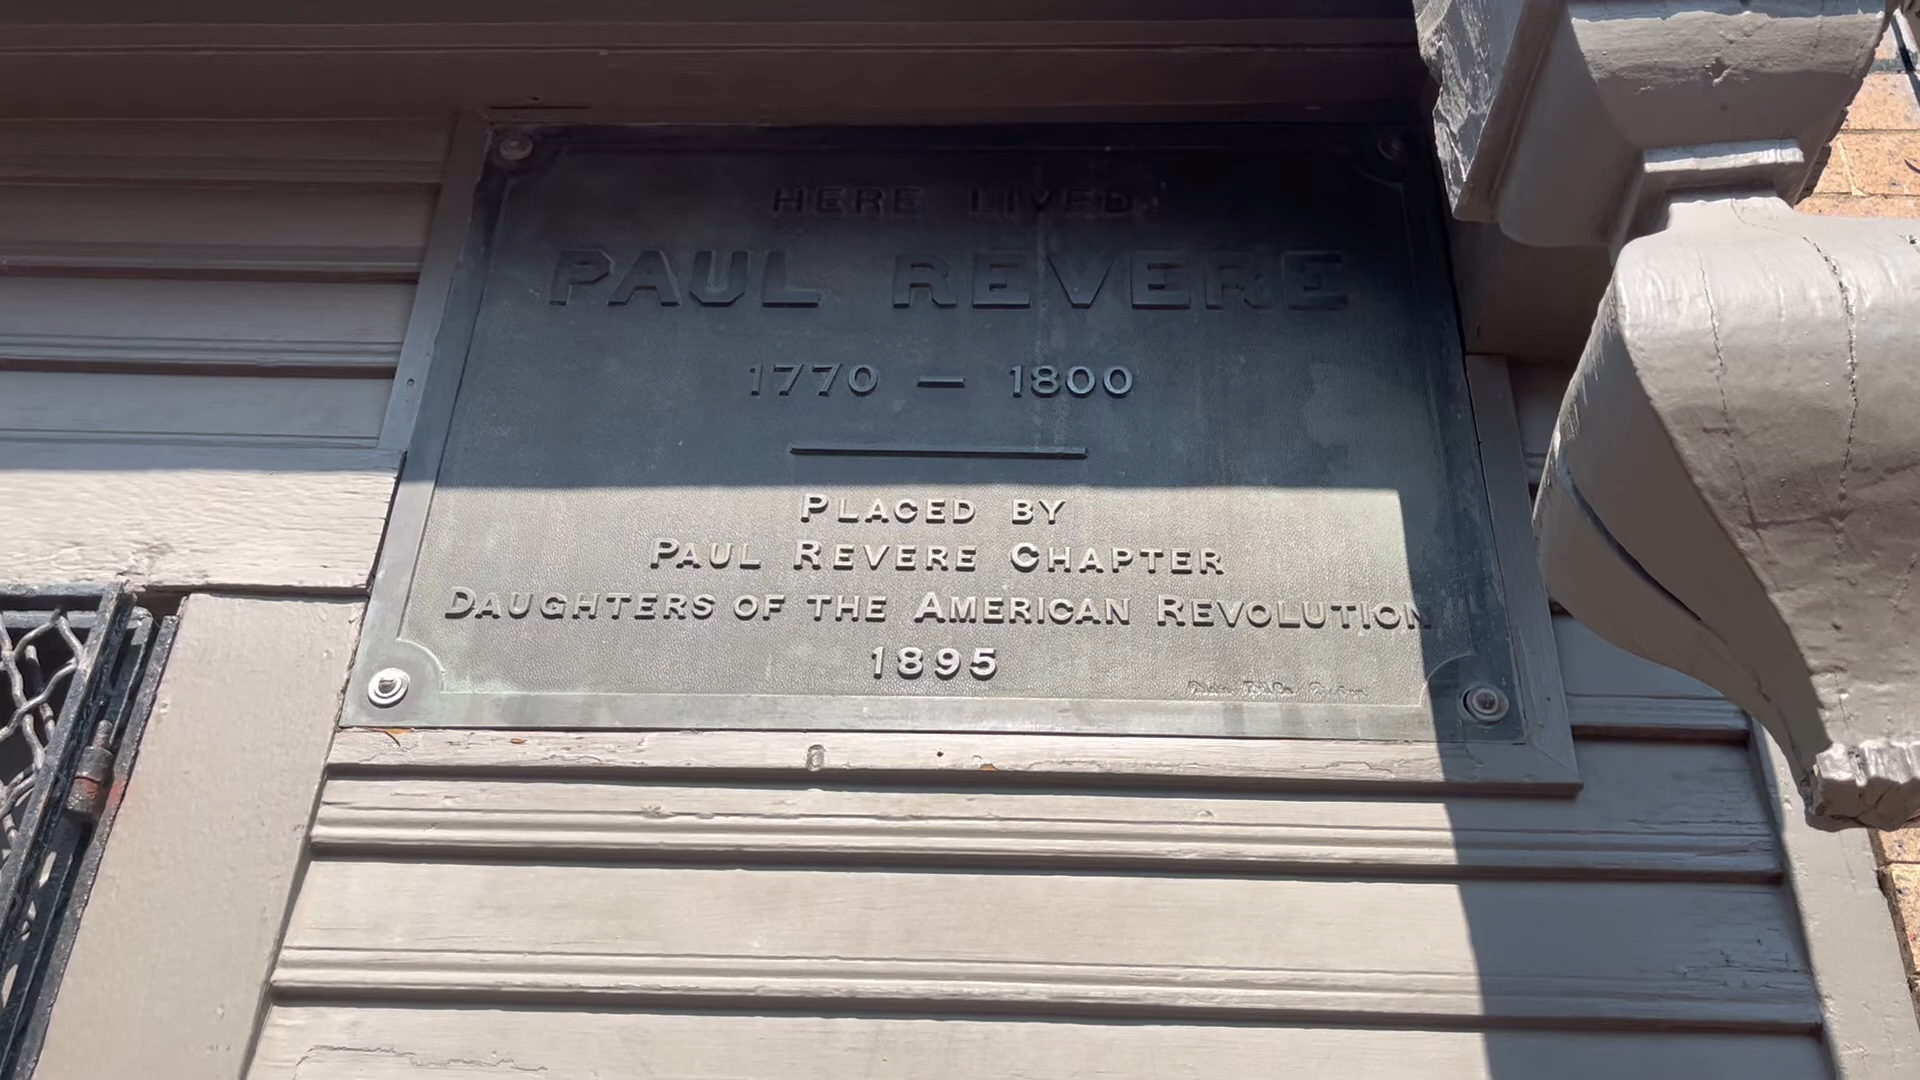 HERE LIVED
PAUL REVERE
1770 — 1800
PLACED BY
PAUL REVERE CHAPTER
DAUGHTERS OF THE AMERICAN REVOLUTION
1895